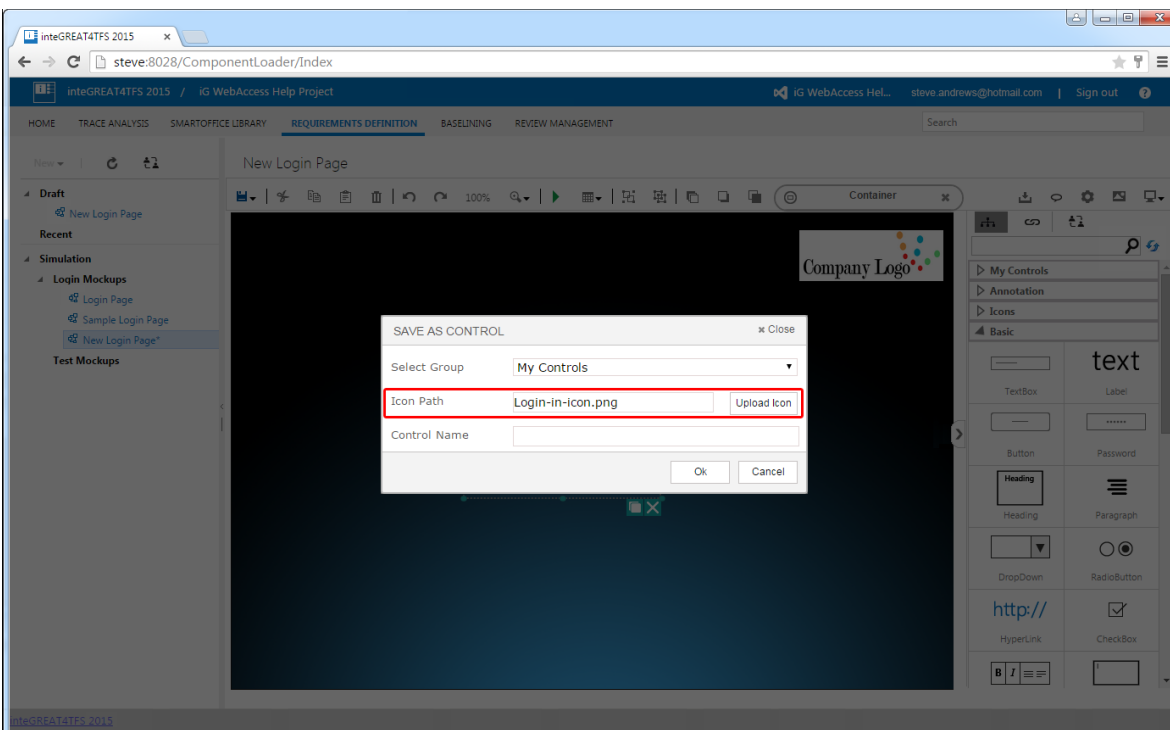 inteGREAT4TFS 2015
steve:8028/ComponentLoader/Index
inteGREAT4TFS 2015 / iG WebAccess Help Project
iG WebAccess Hel... steve.andrews@hotmail.com | Sign out
HOME TRACE ANALYSIS SMARTOFFICE LIBRARY REQUIREMENTS DEFINITION BASELINING REVIEW MANAGEMENT
Search
New
New Login Page
Draft
New Login Page
Recent
Simulation
Login Mockups
Login Page
Sample Login Page
New Login Page*
Test Mockups
100%
Container
Company Logo
SAVE AS CONTROL
Close
Select Group
My Controls
Icon Path
Login-in-icon.png
Upload Icon
Control Name
Ok
Cancel
My Controls
Annotation
Icons
Basic
TextBox
text
Label
Button
Password
Heading
Heading
Paragraph
DropDown
RadioButton
http://
HyperLink
CheckBox
B I
inteGREAT4TFS 2015